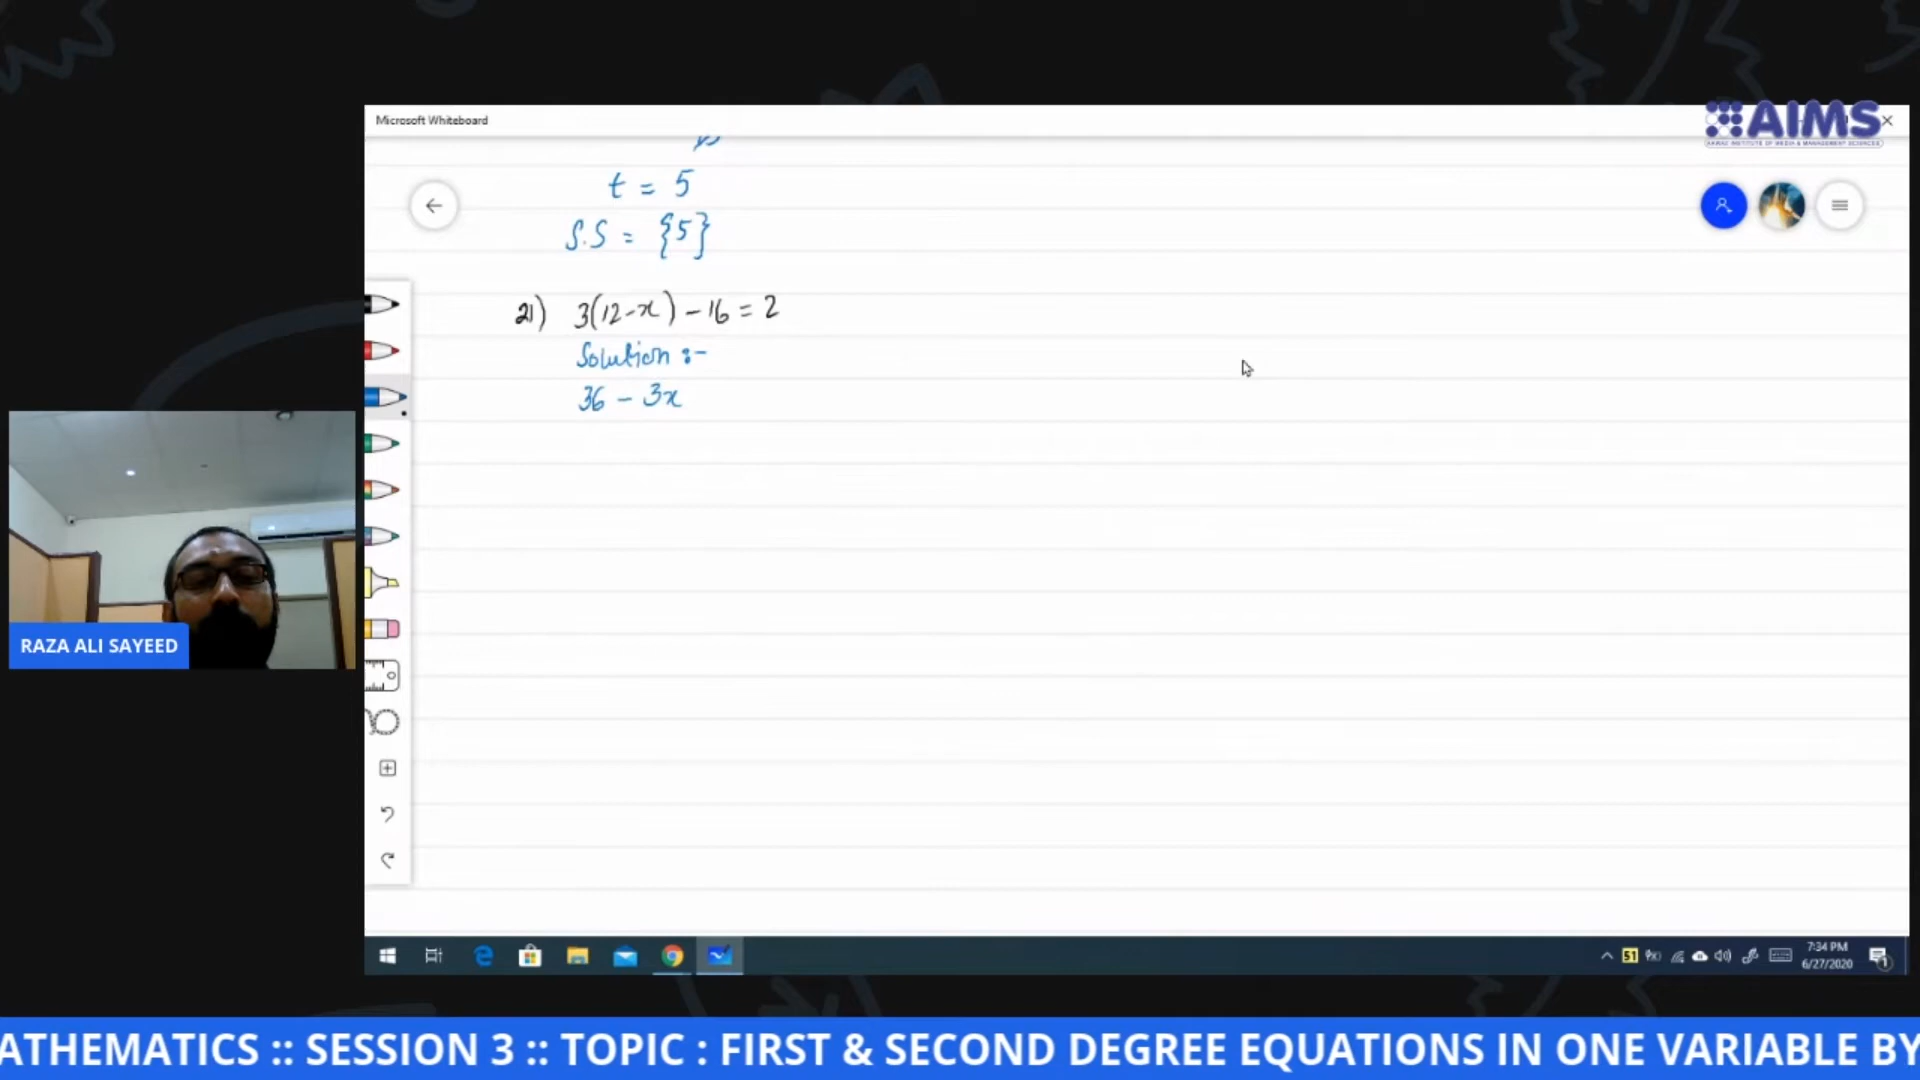 AIMS
Microsoft Whiteboard
t = 5
S.S = {5}
21) 3(12-x) - 16 = 2
Solution :-
36 - 3x
RAZA ALI SAYEED
51
7:34 PM
6/27/2020
ATHEMATICS :: SESSION 3 :: TOPIC : FIRST & SECOND DEGREE EQUATIONS IN ONE VARIABLE BY